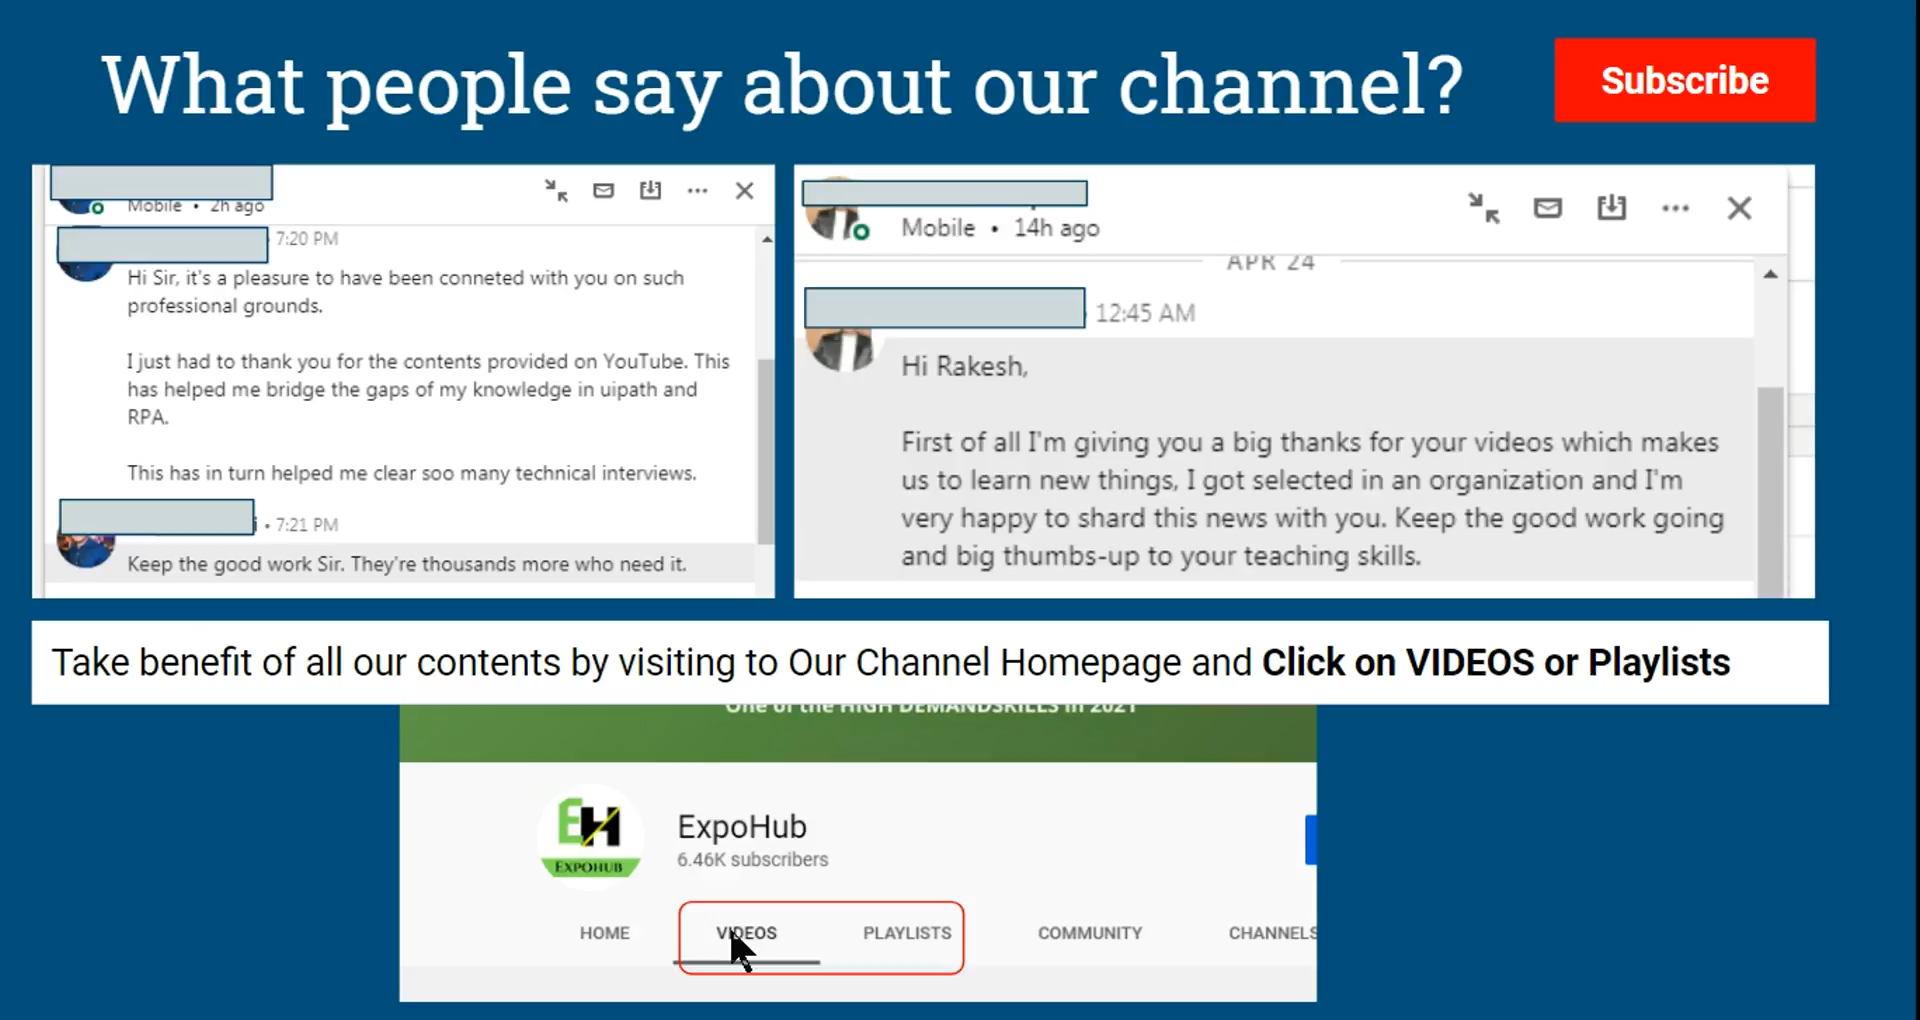 What people say about our channel?
Subscribe
Mobile • 2h ago
7:20 PM
Hi Sir, it's a pleasure to have been conneted with you on such
professional grounds.
I just had to thank you for the contents provided on YouTube. This
has helped me bridge the gaps of my knowledge in uipath and
RPA.
This has in turn helped me clear soo many technical interviews.
i • 7:21 PM
Keep the good work Sir. They're thousands more who need it.
Mobile • 14h ago
APR 24
12:45 AM
Hi Rakesh,
First of all I'm giving you a big thanks for your videos which makes
us to learn new things, I got selected in an organization and I'm
very happy to shard this news with you. Keep the good work going
and big thumbs-up to your teaching skills.
Take benefit of all our contents by visiting to Our Channel Homepage and Click on VIDEOS or Playlists
One of the HIGH DEMANDSKILLS in 2021
EH
EXPOHUB
ExpoHub
6.46K subscribers
HOME VIDEOS PLAYLISTS COMMUNITY CHANNELS